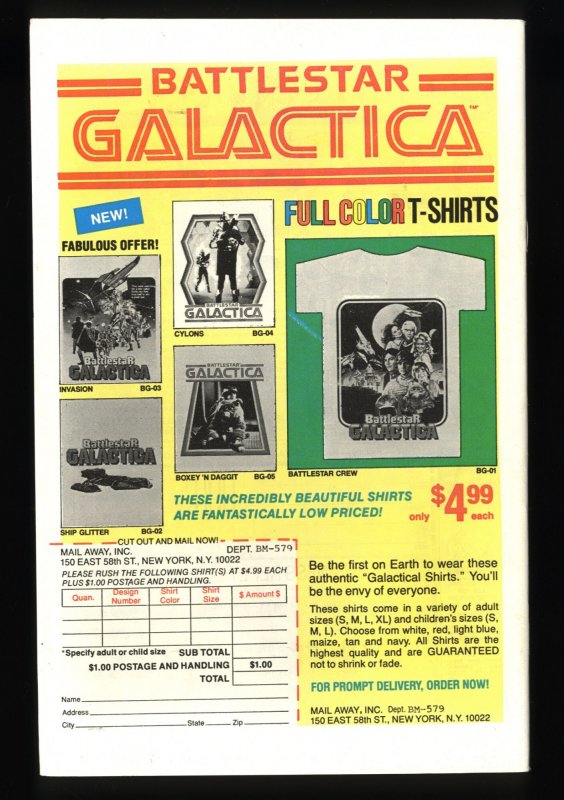 BATTLESTAR
GALACTICA™
NEW!
FABULOUS OFFER!
FULL COLOR T-SHIRTS
BattlestaR
GALACTICA
INVASION BG-03
BATTLESTAR
GALACTICA
CYLONS BG-04
BattlestaR
GALACTICA
SHIP GLITTER BG-02
BATTLESTAR
GALACTICA
BOXEY 'N DAGGIT BG-05
BattlestaR
GALACTICA
BATTLESTAR CREW BG-01
THESE INCREDIBLY BEAUTIFUL SHIRTS
ARE FANTASTICALLY LOW PRICED!
only $4.99 each
CUT OUT AND MAIL NOW!
MAIL AWAY, INC. DEPT. BM-579
150 EAST 58th ST., NEW YORK, N.Y. 10022
PLEASE RUSH THE FOLLOWING SHIRT(S) AT $4.99 EACH
PLUS $1.00 POSTAGE AND HANDLING.
Quan. Design Number Shirt Color Shirt Size $ Amount $
*Specify adult or child size SUB TOTAL
$1.00 POSTAGE AND HANDLING $1.00
TOTAL
Name
Address
City State Zip
Be the first on Earth to wear these
authentic "Galactical Shirts." You'll
be the envy of everyone.
These shirts come in a variety of adult
sizes (S, M, L, XL) and children's sizes (S,
M, L). Choose from white, red, light blue,
maize, tan and navy. All Shirts are the
highest quality and are GUARANTEED
not to shrink or fade.
FOR PROMPT DELIVERY, ORDER NOW!
MAIL AWAY, INC. Dept. BM-579
150 EAST 58th ST., NEW YORK, N.Y. 10022